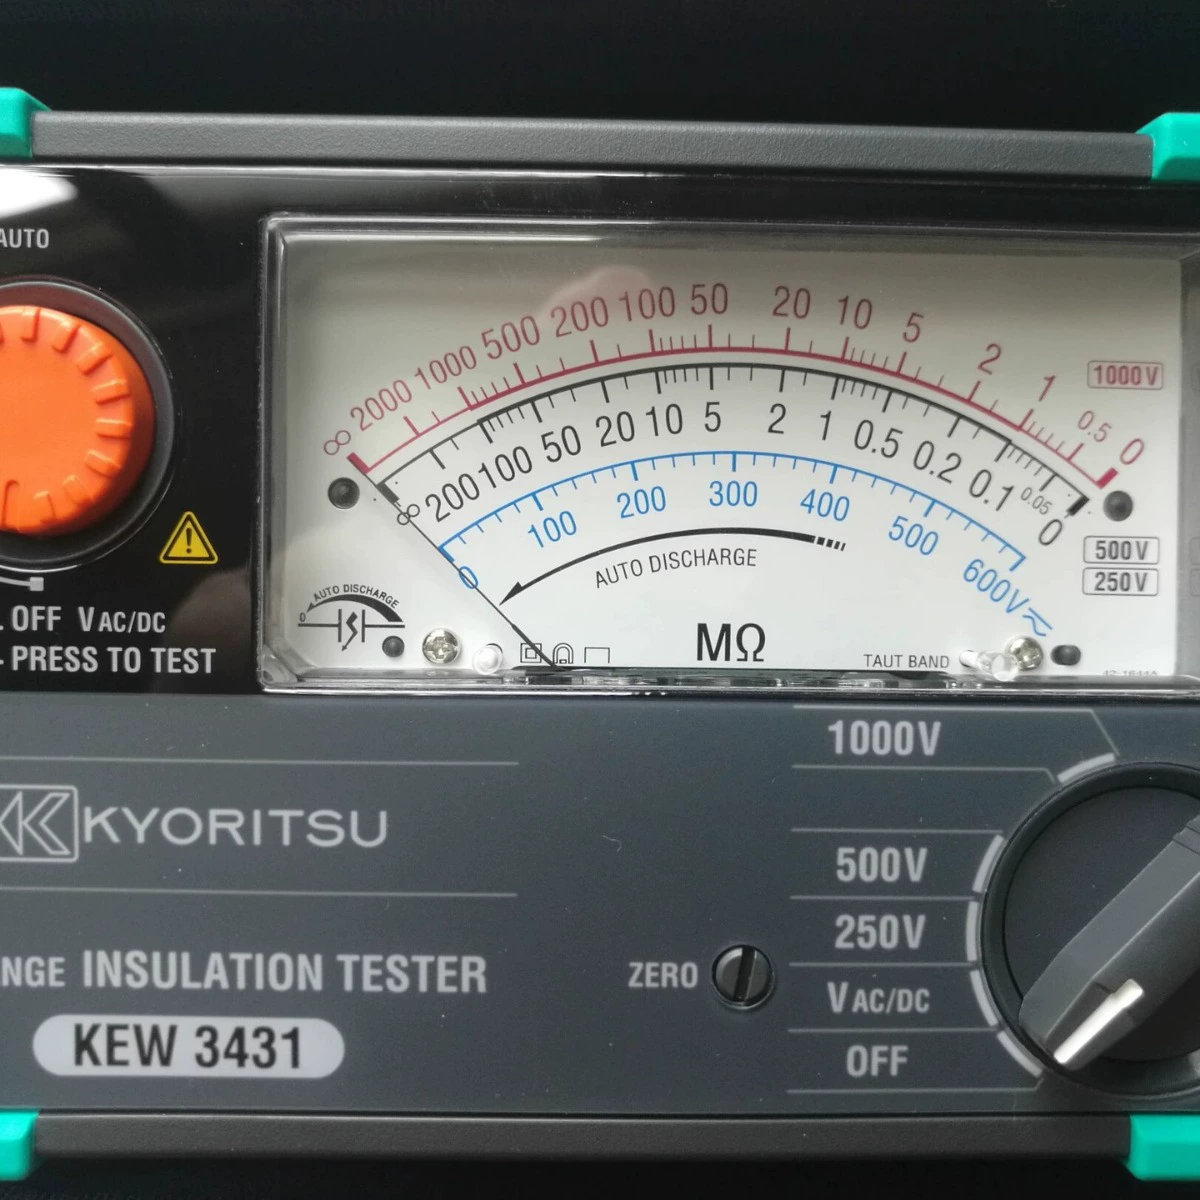 AUTO
∞ 2000 1000 500 200 100 50 20 10 5 2 1 0.5 0
1000V
∞ 200 100 50 20 10 5 2 1 0.5 0.2 0.1 0.05 0
0 100 200 300 400 500 600V
500V
250V
AUTO DISCHARGE
0 AUTO DISCHARGE
MΩ
TAUT BAND
OFF VAC/DC
PRESS TO TEST
1000V
KYORITSU
500V
250V
NGE INSULATION TESTER
ZERO
VAC/DC
KEW 3431
OFF